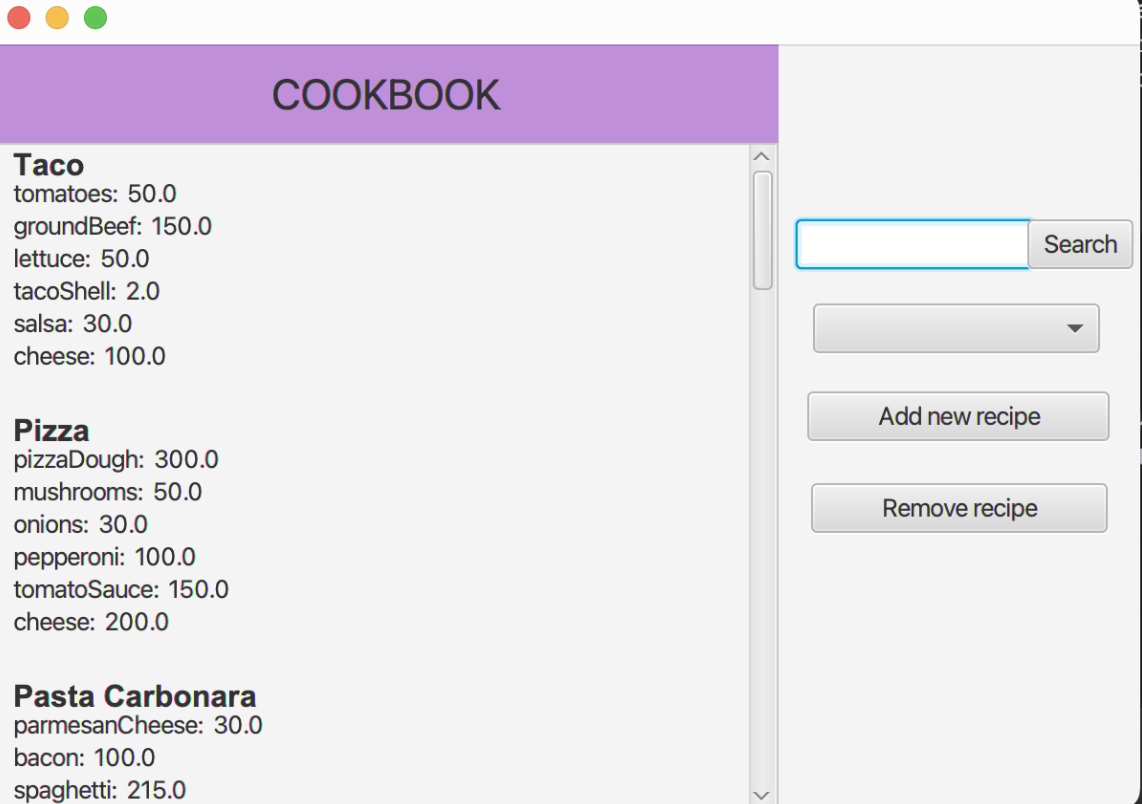 COOKBOOK
Taco
tomatoes: 50.0
groundBeef: 150.0
lettuce: 50.0
tacoShell: 2.0
salsa: 30.0
cheese: 100.0
Pizza
pizzaDough: 300.0
mushrooms: 50.0
onions: 30.0
pepperoni: 100.0
tomatoSauce: 150.0
cheese: 200.0
Pasta Carbonara
parmesanCheese: 30.0
bacon: 100.0
spaghetti: 215.0
Search
Add new recipe
Remove recipe